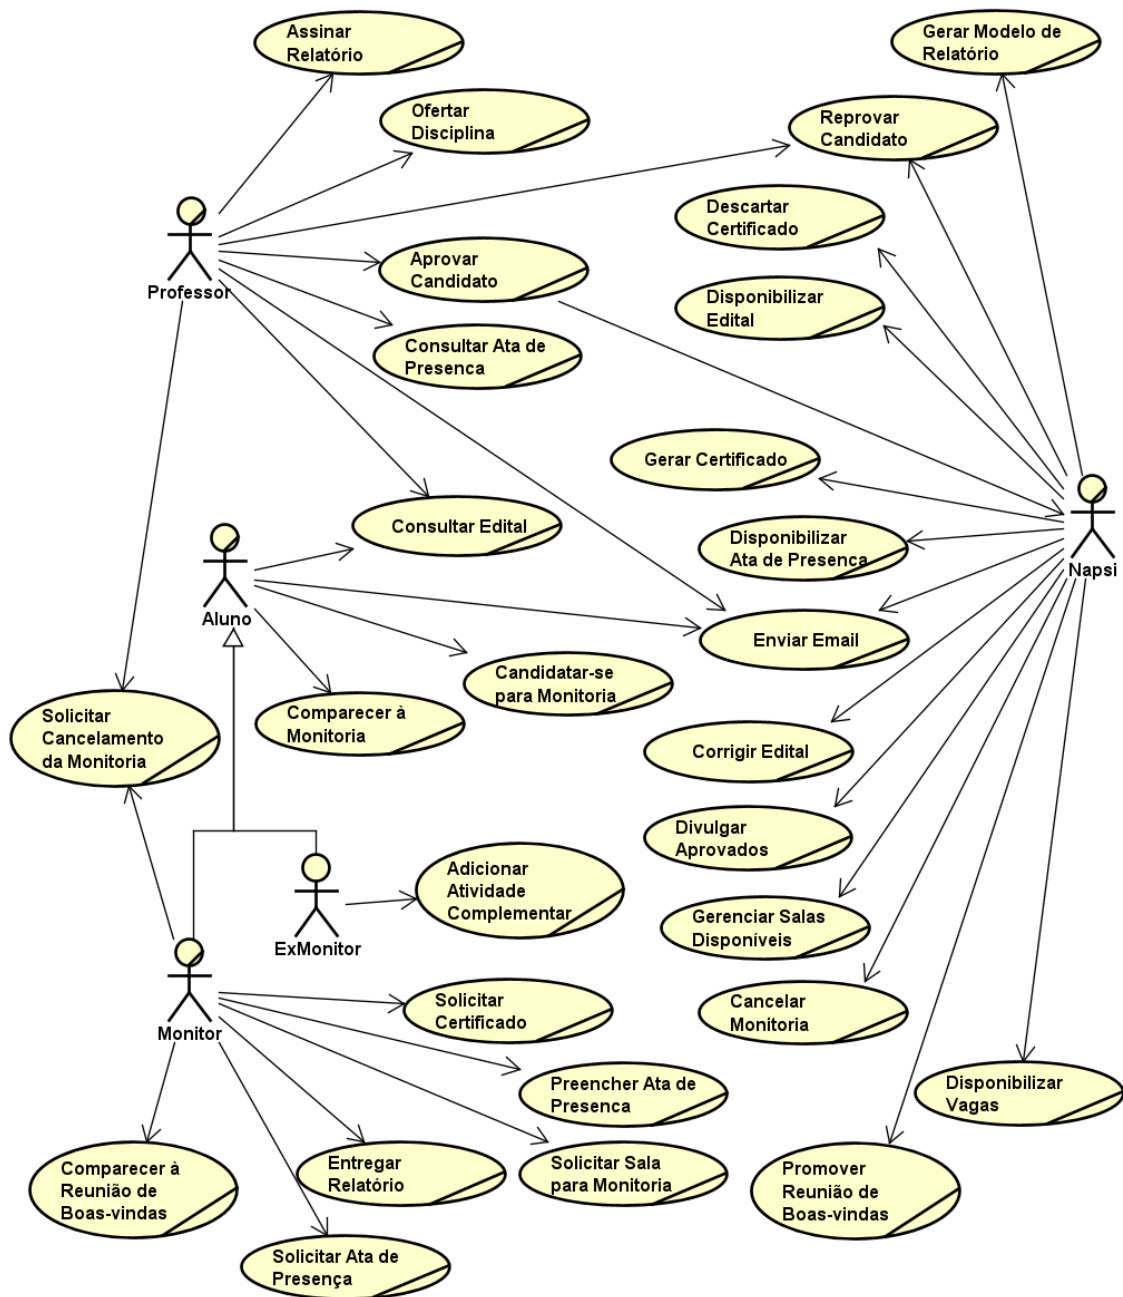 Assinar
Relatório
Gerar Modelo de
Relatório
Ofertar
Disciplina
Reprovar
Candidato
Descartar
Certificado
Professor
Aprovar
Candidato
Disponibilizar
Edital
Consultar Ata de
Presenca
Gerar Certificado
Consultar Edital
Disponibilizar
Ata de Presenca
Napsi
Aluno
Enviar Email
Candidatar-se
para Monitoria
Solicitar
Cancelamento
da Monitoria
Comparecer à
Monitoria
Corrigir Edital
Divulgar
Aprovados
Adicionar
Atividade
Complementar
ExMonitor
Gerenciar Salas
Disponíveis
Solicitar
Certificado
Cancelar
Monitoria
Monitor
Preencher Ata de
Presenca
Disponibilizar
Vagas
Comparecer à
Reunião de
Boas-vindas
Entregar
Relatório
Solicitar Sala
para Monitoria
Promover
Reunião de
Boas-vindas
Solicitar Ata de
Presença